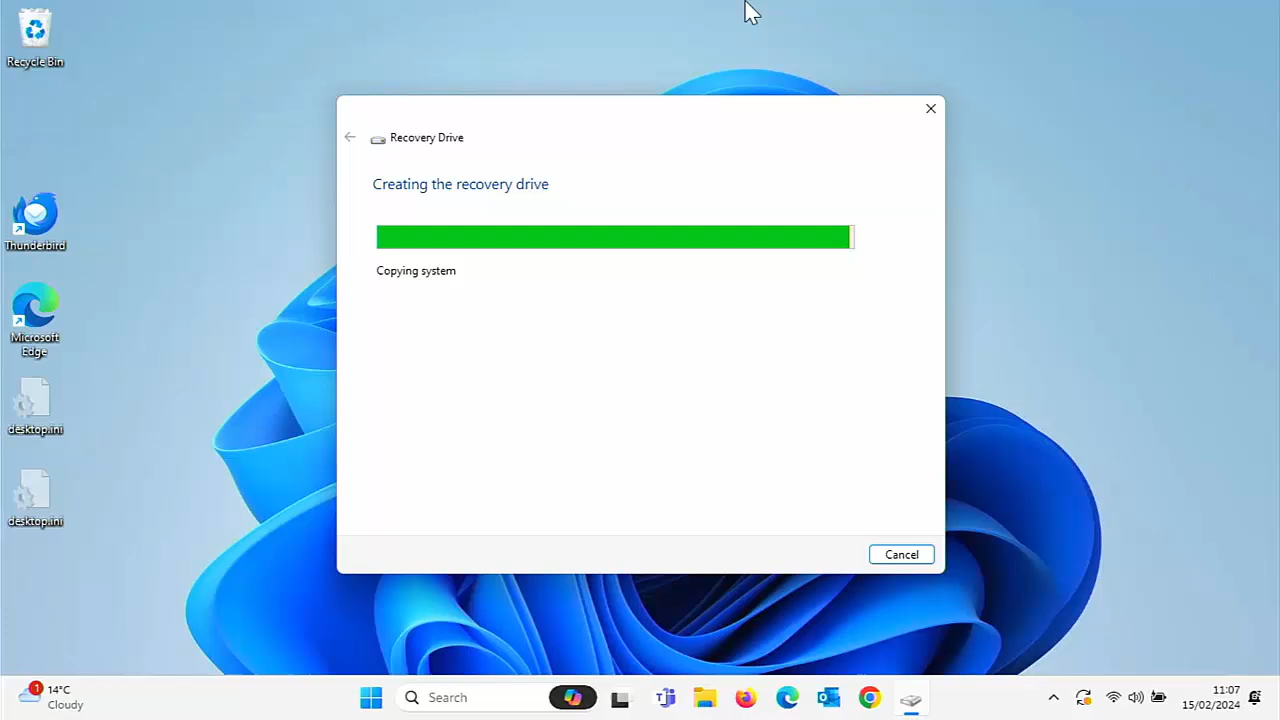 Recycle Bin
Thunderbird
Microsoft
Edge
desktop.ini
desktop.ini
Recovery Drive
Creating the recovery drive
Copying system
Cancel
1
14°C
Cloudy
Search
11:07
15/02/2024